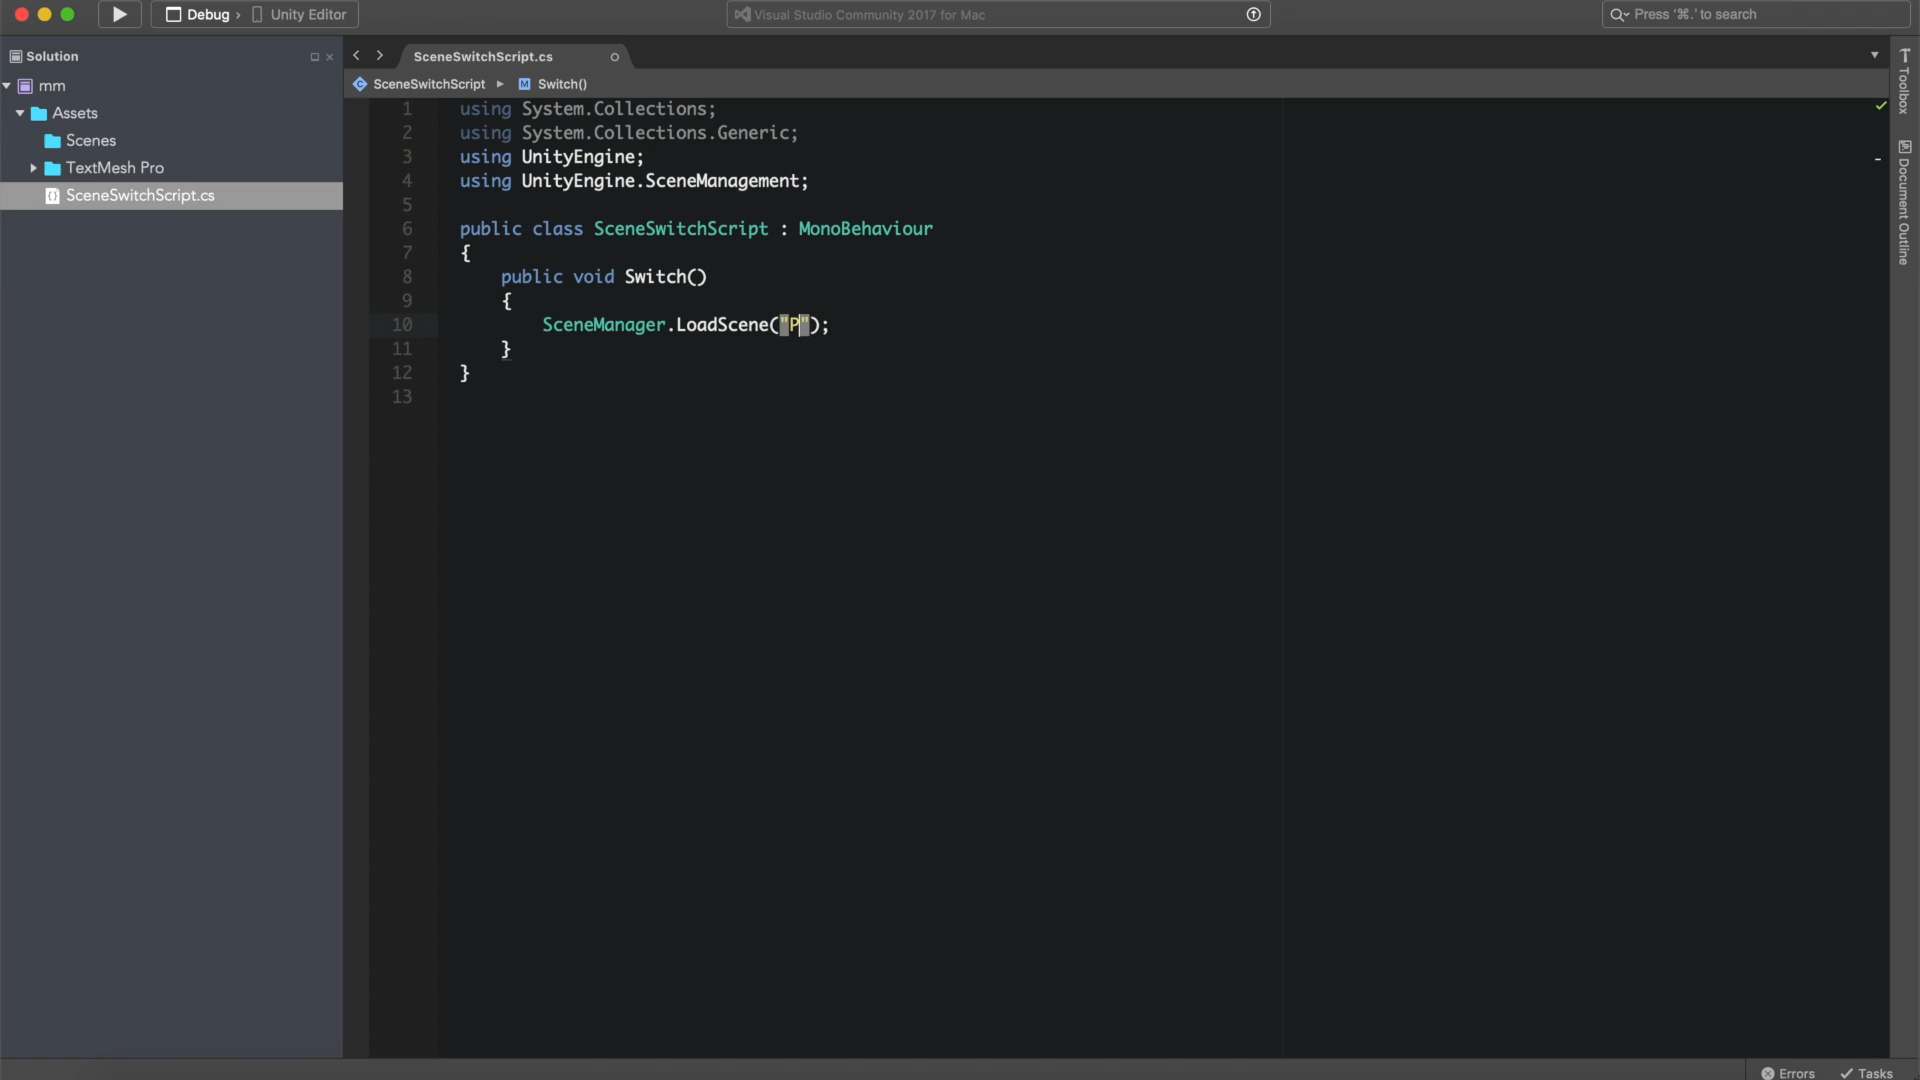 Debug › Unity Editor
Visual Studio Community 2017 for Mac
Press '⌘.' to search
Solution
mm
Assets
Scenes
TextMesh Pro
SceneSwitchScript.cs
SceneSwitchScript.cs
SceneSwitchScript ▸ M Switch()
1 using System.Collections;
2 using System.Collections.Generic;
3 using UnityEngine;
4 using UnityEngine.SceneManagement;
5
6 public class SceneSwitchScript : MonoBehaviour
7 {
8 public void Switch()
9 {
10 SceneManager.LoadScene("P");
11 }
12 }
13
Toolbox
Document Outline
Errors
Tasks